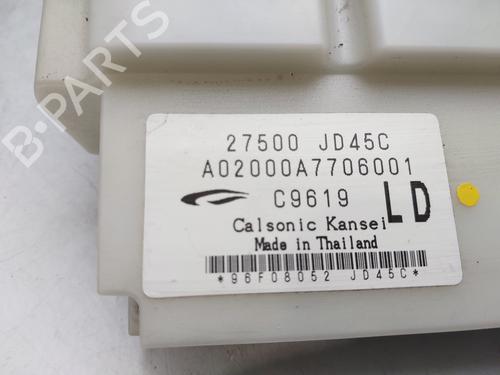 27500 JD45C
A02000A7706001
C9619
LD
Calsonic Kansei
Made in Thailand
*96F08052 JD45C*
B-PARTS